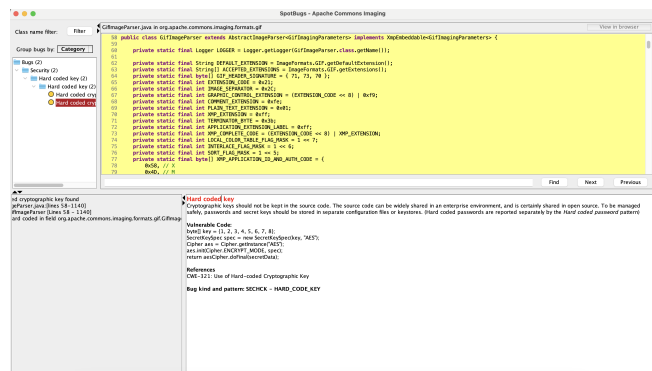 SpotBugs - Apache Commons Imaging
Class name filter: Filter
Group bugs by: Category
Bugs (2)
Security (2)
Hard coded key (2)
Hard coded key (2)
Hard coded cryp
Hard coded cryp
GifImageParser.java in org.apache.commons.imaging.formats.gif
View in browser
58 public class GifImageParser extends AbstractImageParser<GifImagingParameters> implements XmpEmbeddable<GifImagingParameters> {
59
60 private static final Logger LOGGER = Logger.getLogger(GifImageParser.class.getName());
61
62 private static final String DEFAULT_EXTENSION = ImageFormats.GIF.getDefaultExtension();
63 private static final String[] ACCEPTED_EXTENSIONS = ImageFormats.GIF.getExtensions();
64 private static final byte[] GIF_HEADER_SIGNATURE = { 71, 73, 70 };
65 private static final int EXTENSION_CODE = 0x21;
66 private static final int IMAGE_SEPARATOR = 0x2C;
67 private static final int GRAPHIC_CONTROL_EXTENSION = (EXTENSION_CODE << 8) | 0xf9;
68 private static final int COMMENT_EXTENSION = 0xfe;
69 private static final int PLAIN_TEXT_EXTENSION = 0x01;
70 private static final int XMP_EXTENSION = 0xff;
71 private static final int TERMINATOR_BYTE = 0x3b;
72 private static final int APPLICATION_EXTENSION_LABEL = 0xff;
73 private static final int XMP_COMPLETE_CODE = (EXTENSION_CODE << 8) | XMP_EXTENSION;
74 private static final int LOCAL_COLOR_TABLE_FLAG_MASK = 1 << 7;
75 private static final int INTERLACE_FLAG_MASK = 1 << 6;
76 private static final int SORT_FLAG_MASK = 1 << 5;
77 private static final byte[] XMP_APPLICATION_ID_AND_AUTH_CODE = {
78 0x58, // X
79 0x4D, // M
Find Next Previous
ed cryptographic key found
eParser.java:[lines 58-1140]
ifImageParser [Lines 58 - 1140]
ard coded in field org.apache.commons.imaging.formats.gif.GifImag
Hard coded key
Cryptographic keys should not be kept in the source code. The source code can be widely shared in an enterprise environment, and is certainly shared in open source. To be managed
safely, passwords and secret keys should be stored in separate configuration files or keystores. (Hard coded passwords are reported separately by the Hard coded password pattern)
Vulnerable Code:
byte[] key = {1, 2, 3, 4, 5, 6, 7, 8};
SecretKeySpec spec = new SecretKeySpec(key, "AES");
Cipher aes = Cipher.getInstance("AES");
aes.init(Cipher.ENCRYPT_MODE, spec);
return aesCipher.doFinal(secretData);
References
CWE-321: Use of Hard-coded Cryptographic Key
Bug kind and pattern: SECHCK - HARD_CODE_KEY